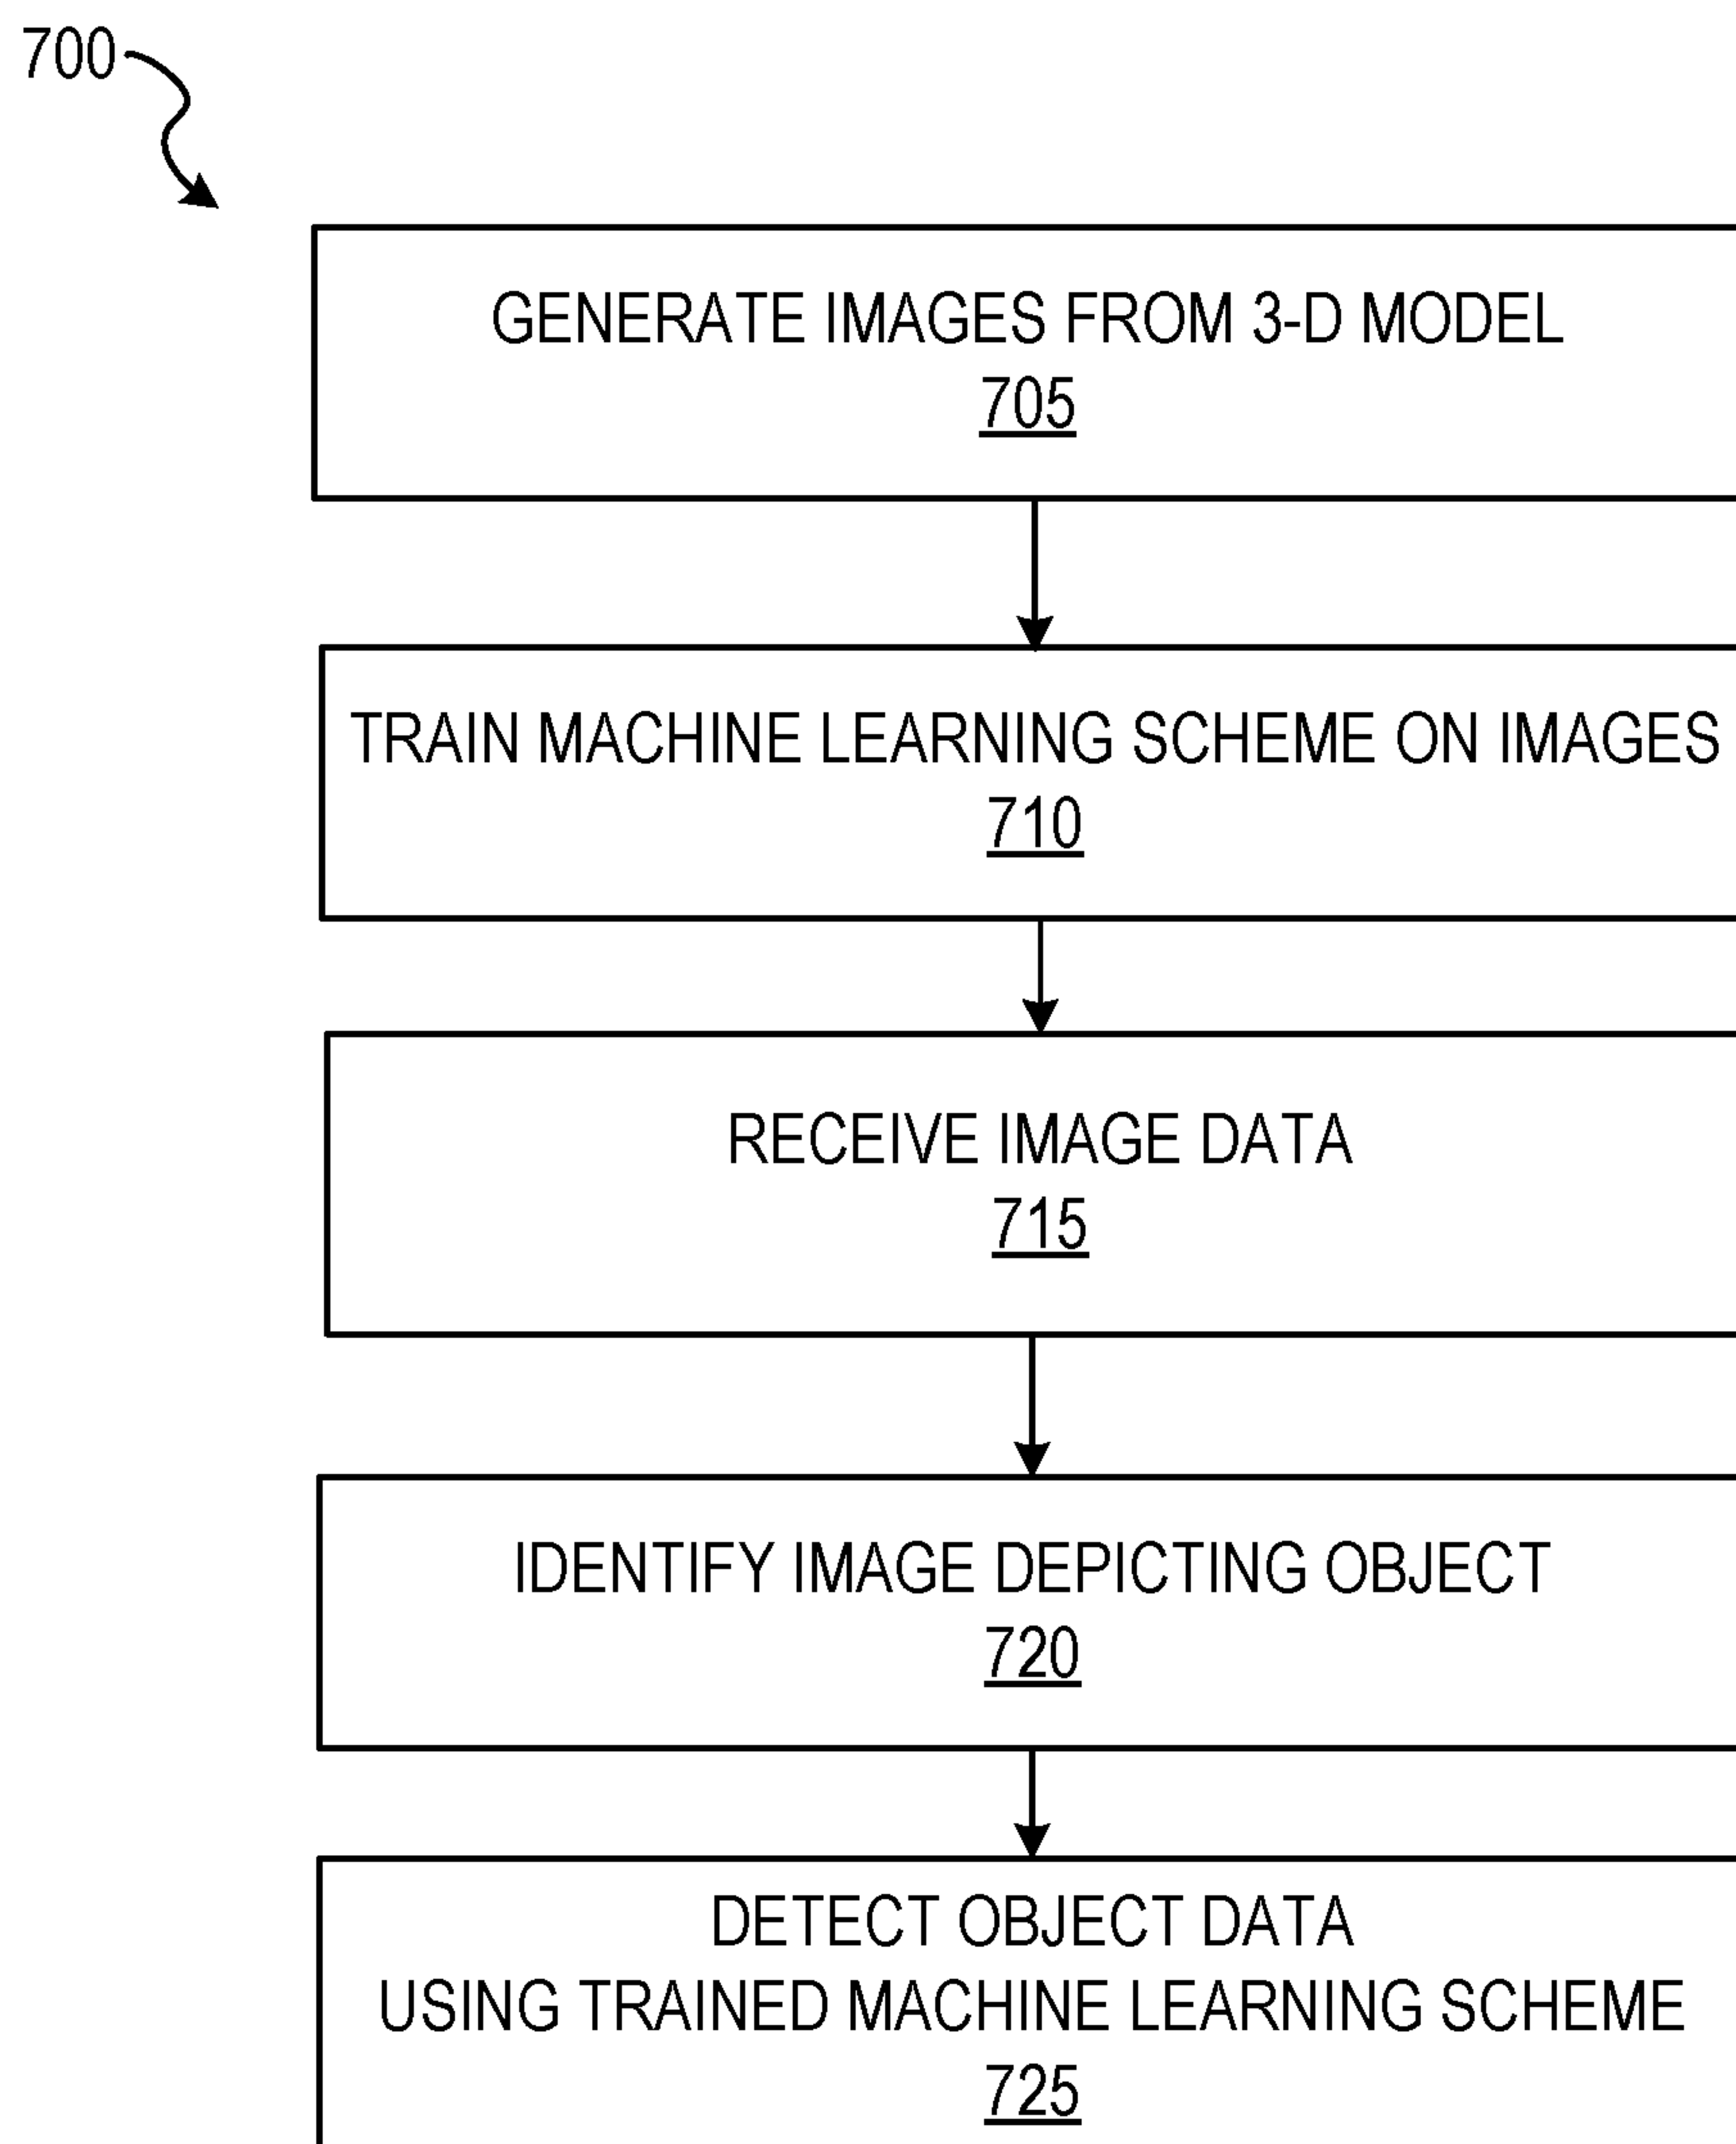 700
GENERATE IMAGES FROM 3-D MODEL
705
TRAIN MACHINE LEARNING SCHEME ON IMAGES
710
RECEIVE IMAGE DATA
715
IDENTIFY IMAGE DEPICTING OBJECT
720
DETECT OBJECT DATA
USING TRAINED MACHINE LEARNING SCHEME
725